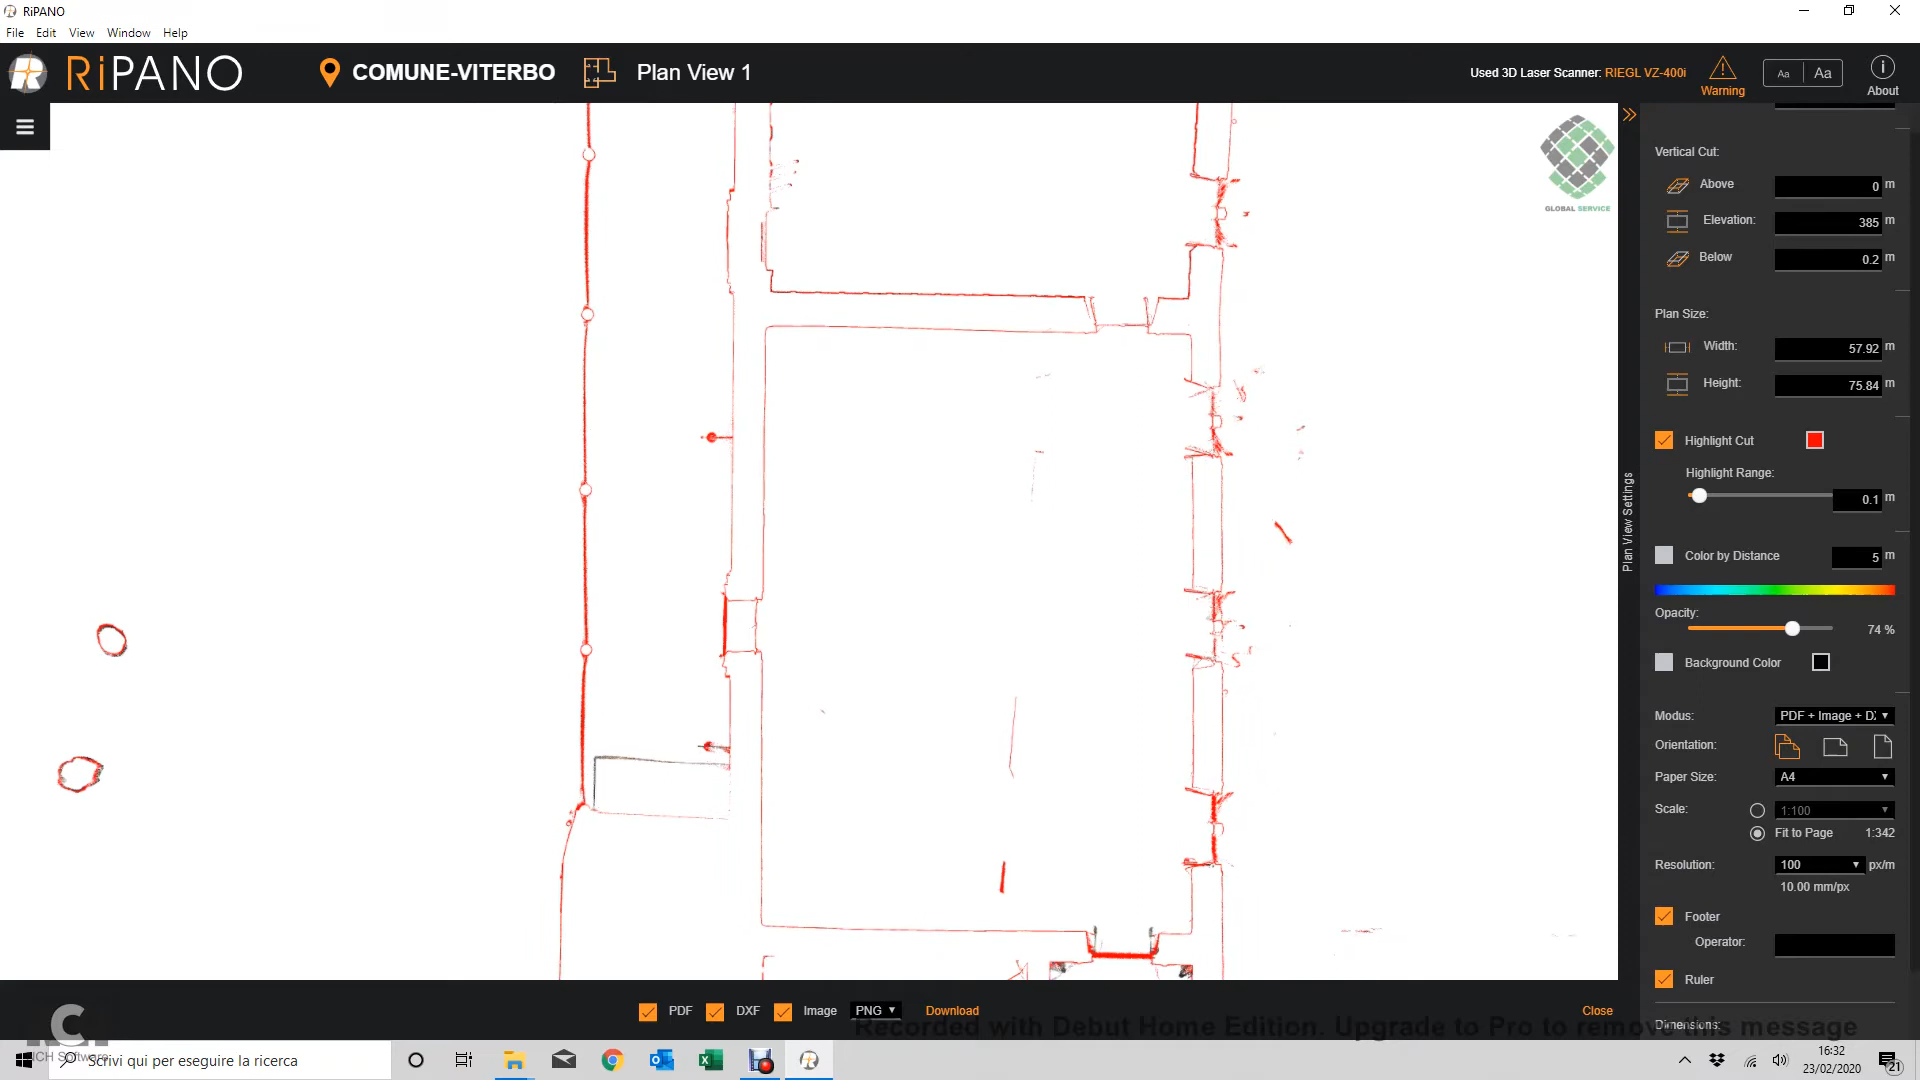 RiPANO
File Edit View Window Help
RiPANO
COMUNE-VITERBO
Plan View 1
Used 3D Laser Scanner: RIEGL VZ-400i
Warning
Aa Aa
About
GLOBAL SERVICE
Plan View Settings
Vertical Cut:
Above 0 m
Elevation: 385 m
Below 0.2 m
Plan Size:
Width: 57.92 m
Height: 75.84 m
Highlight Cut
Highlight Range:
0.1 m
Color by Distance 5 m
Opacity:
74 %
Background Color
Modus: PDF + Image + D
Orientation:
Paper Size: A4
Scale: 1:100
Fit to Page 1:342
Resolution: 100 px/m
10.00 mm/px
Footer
Operator:
Ruler
Dimensions:
PDF DXF Image PNG Download
Close
Recorded with Debut Home Edition. Upgrade to Pro to remove this message
Scrivi qui per eseguire la ricerca
16:32
23/02/2020
21